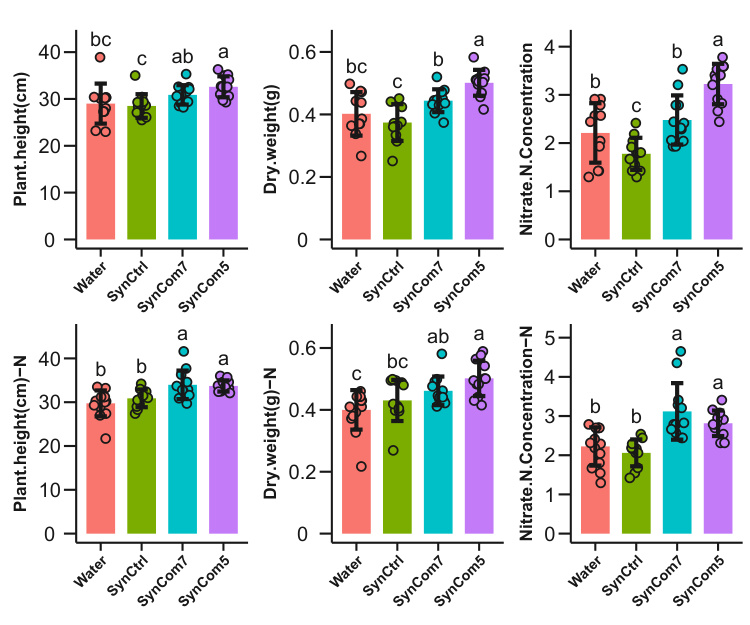 Plant.height(cm)
40
30
20
10
0
bc
c
ab
a
Water
SynCtrl
SynCom7
SynCom5
Dry.weight(g)
0.6
0.4
0.2
0
bc
c
b
a
Water
SynCtrl
SynCom7
SynCom5
Nitrate.N.Concentration
4
3
2
1
0
b
c
b
a
Water
SynCtrl
SynCom7
SynCom5
Plant.height(cm)−N
40
30
20
10
0
b
b
a
a
Water
SynCtrl
SynCom7
SynCom5
Dry.weight(g)−N
0.6
0.4
0.2
0
c
bc
ab
a
Water
SynCtrl
SynCom7
SynCom5
Nitrate.N.Concentration−N
5
4
3
2
1
0
b
b
a
a
Water
SynCtrl
SynCom7
SynCom5